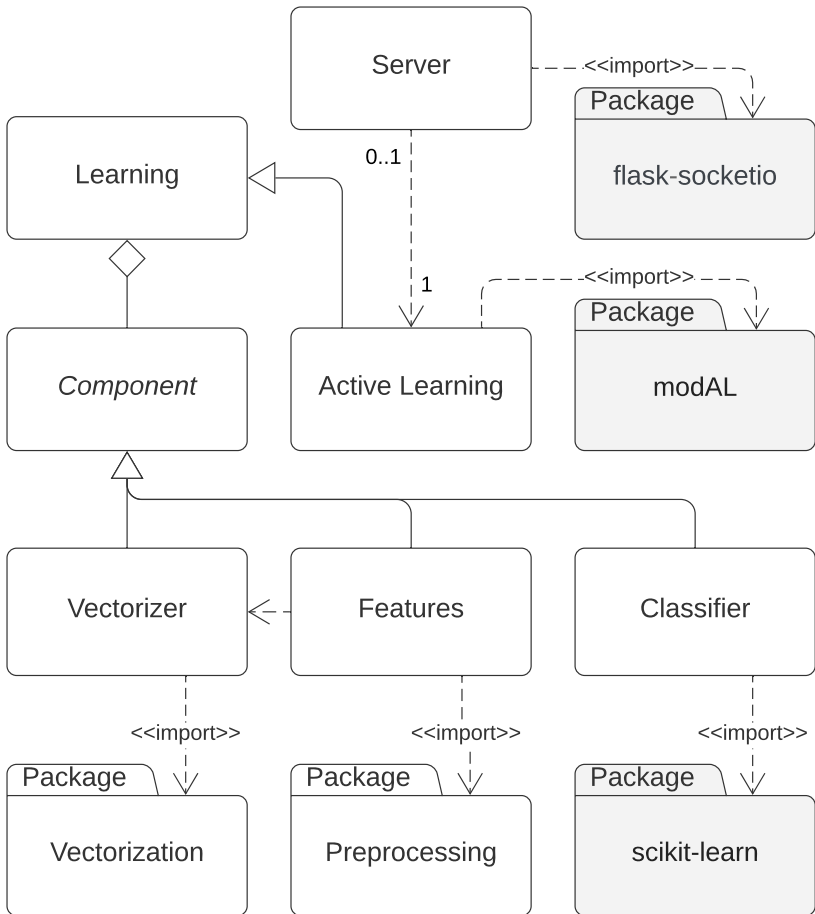 Server
<<import>>
Package
flask-socketio
Learning
0..1
1
<<import>>
Package
modAL
Component
Active Learning
Vectorizer
Features
Classifier
<<import>>
<<import>>
<<import>>
Package
Package
Package
Vectorization
Preprocessing
scikit-learn